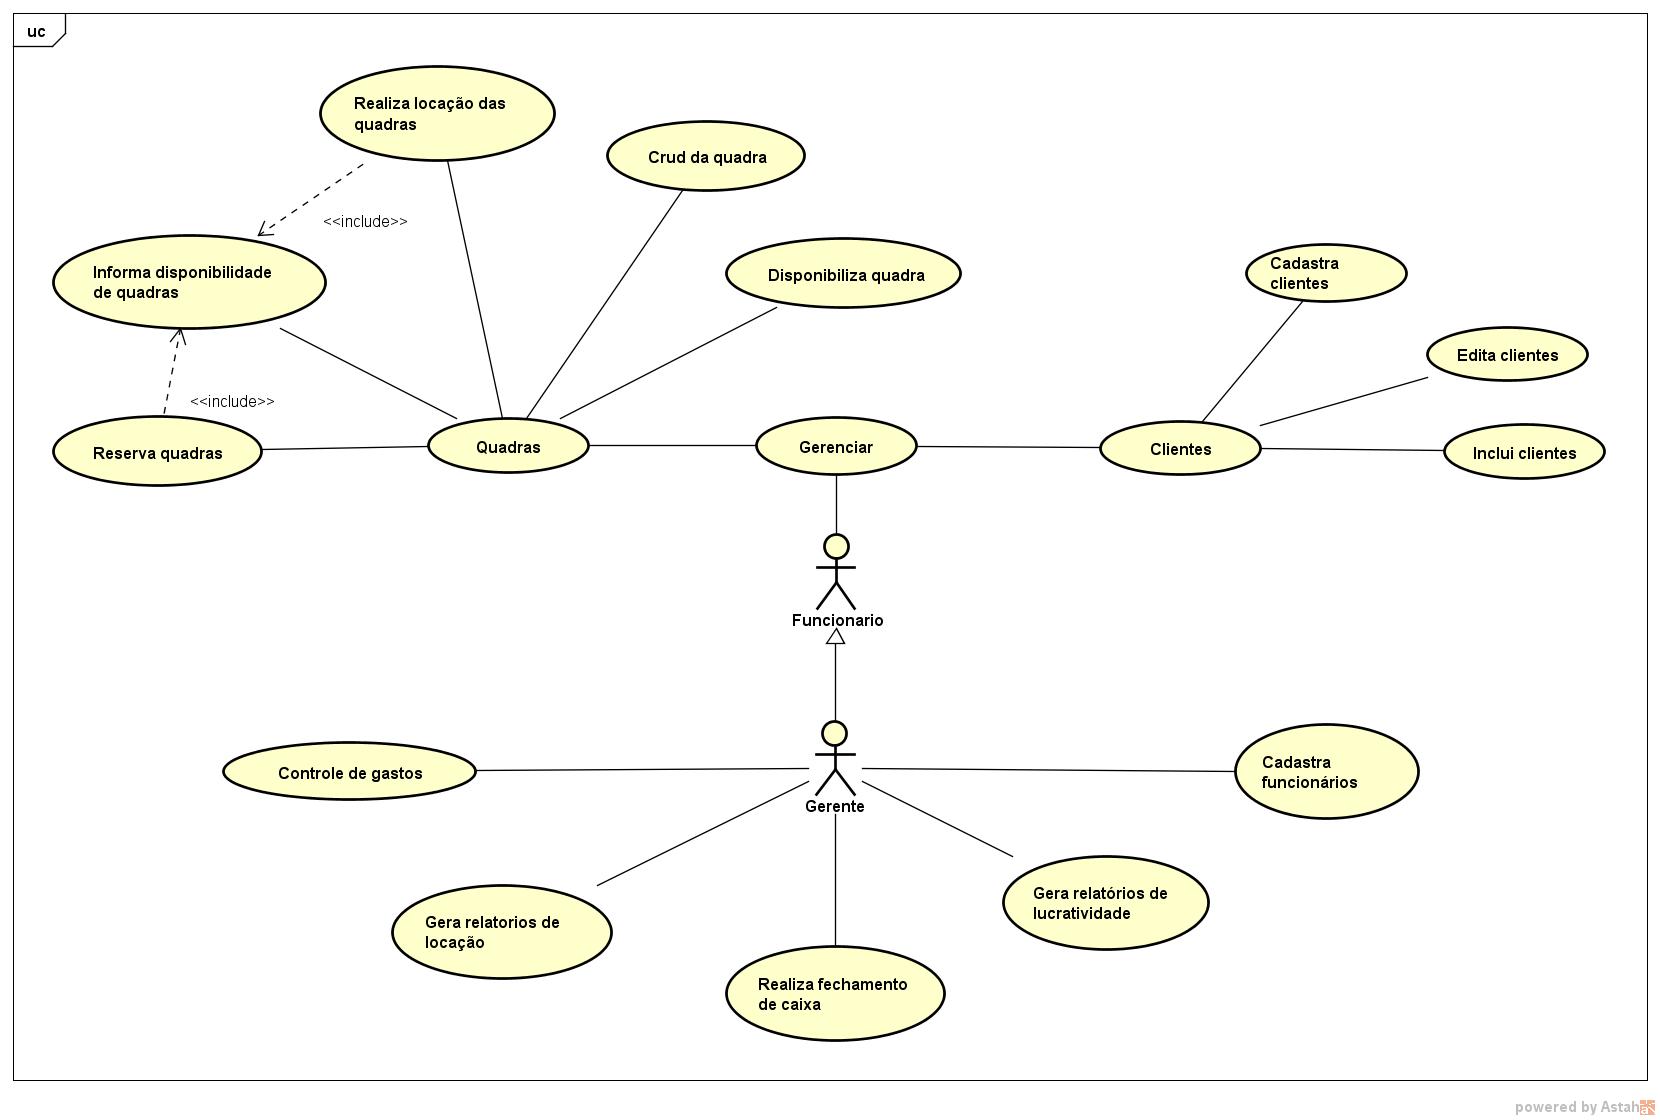 uc
Realiza locação das
quadras
Crud da quadra
<<include>>
Informa disponibilidade
de quadras
Disponibiliza quadra
Cadastra
clientes
Edita clientes
<<include>>
Reserva quadras
Quadras
Gerenciar
Clientes
Inclui clientes
Funcionario
Controle de gastos
Gerente
Cadastra
funcionários
Gera relatorios de
locação
Gera relatórios de
lucratividade
Realiza fechamento
de caixa
powered by Astah